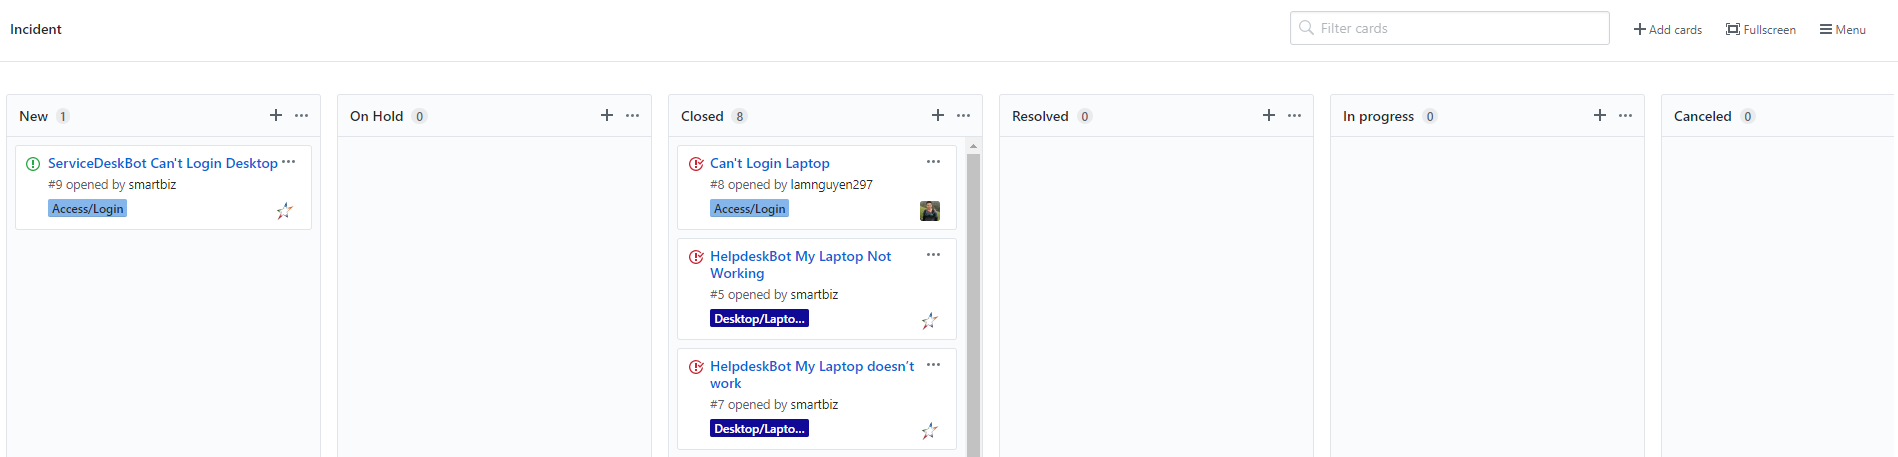 Incident
Filter cards
Add cards
Fullscreen
Menu
New 1
ServiceDeskBot Can't Login Desktop
#9 opened by smartbiz
Access/Login
On Hold 0
Closed 8
Can't Login Laptop
#8 opened by lamnguyen297
Access/Login
HelpdeskBot My Laptop Not
Working
#5 opened by smartbiz
Desktop/Lapto...
HelpdeskBot My Laptop doesn’t
work
#7 opened by smartbiz
Desktop/Lapto...
Resolved 0
In progress 0
Canceled 0